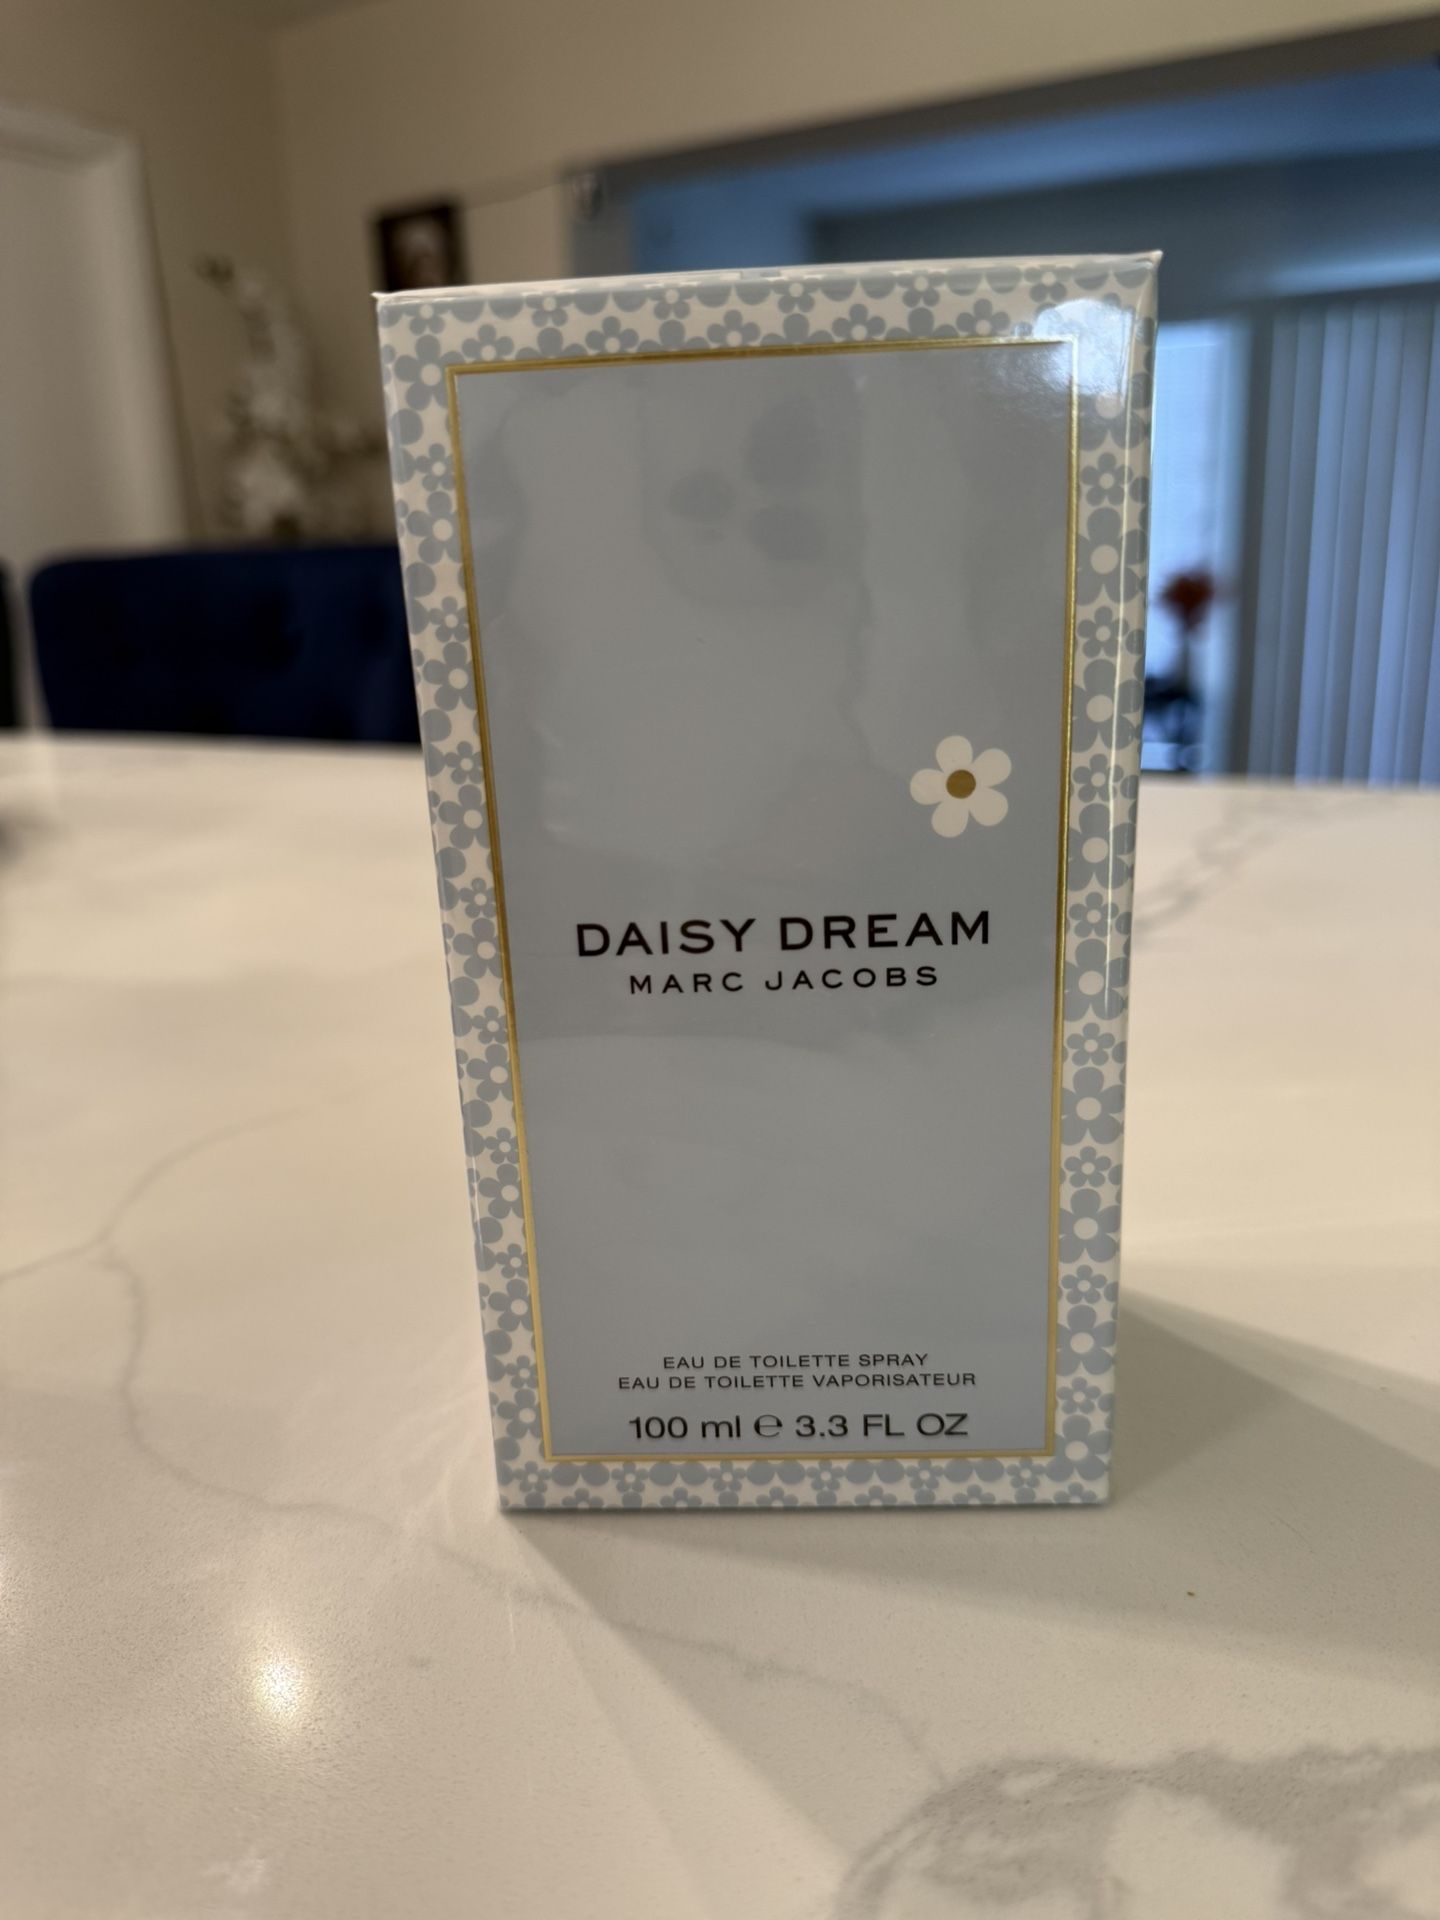 DAISY DREAM
MARC JACOBS
EAU DE TOILETTE SPRAY
EAU DE TOILETTE VAPORISATEUR
100 ml ℮ 3.3 FL OZ